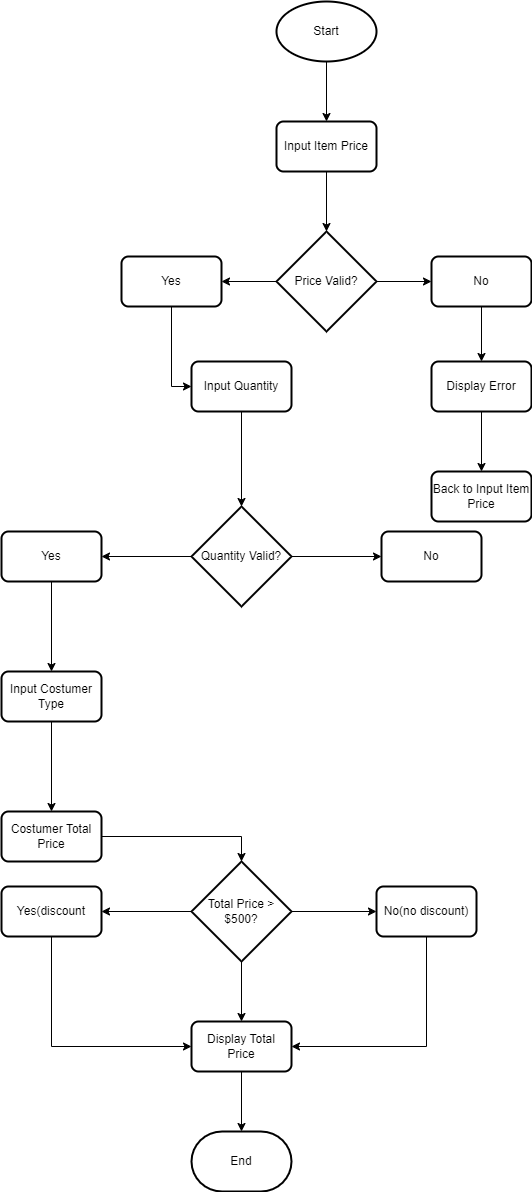 Start
Input Item Price
Yes
Price Valid?
No
Input Quantity
Display Error
Back to Input Item
Price
Yes
Quantity Valid?
No
Input Costumer
Type
Costumer Total
Price
Yes(discount
Total Price >
$500?
No(no discount)
Display Total
Price
End